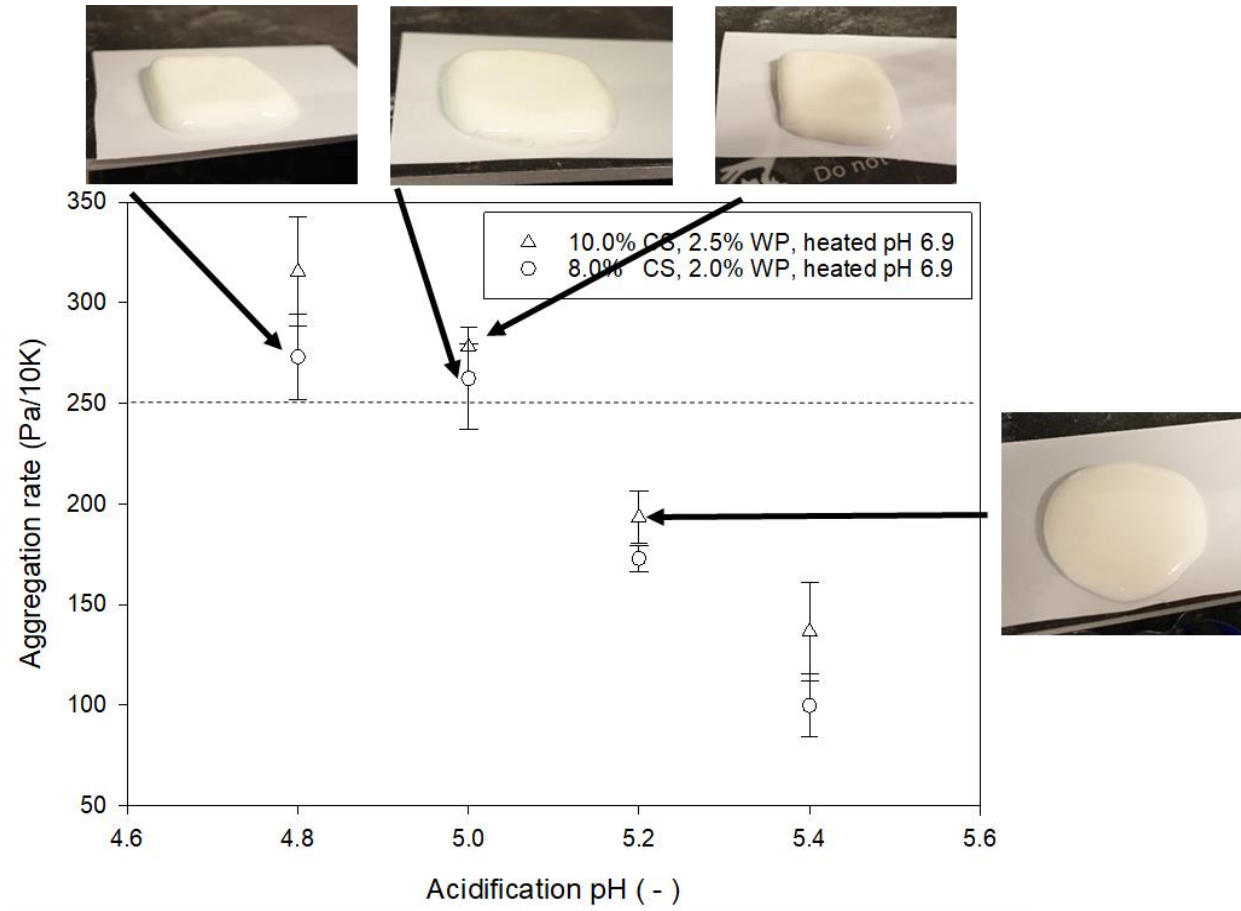 Do not
350
300
250
200
150
100
50
10.0% CS, 2.5% WP, heated pH 6.9
8.0% CS, 2.0% WP, heated pH 6.9
Aggregation rate (Pa/10K)
4.6 4.8 5.0 5.2 5.4 5.6
Acidification pH ( - )